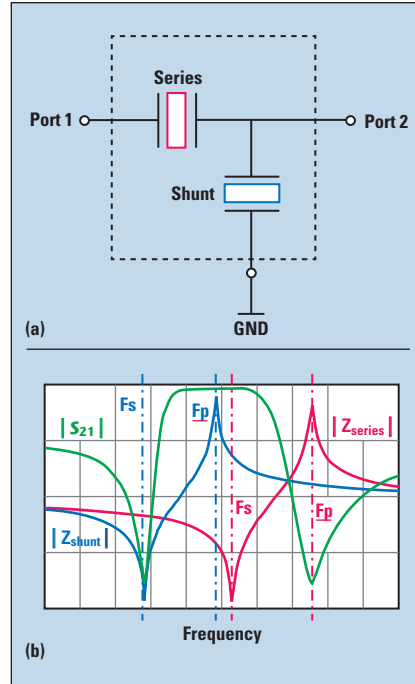 Series
Port 1
Port 2
Shunt
GND
(a)
Fs
Fp
|S21|
|Zseries|
Fs
Fp
|Zshunt|
Frequency
(b)